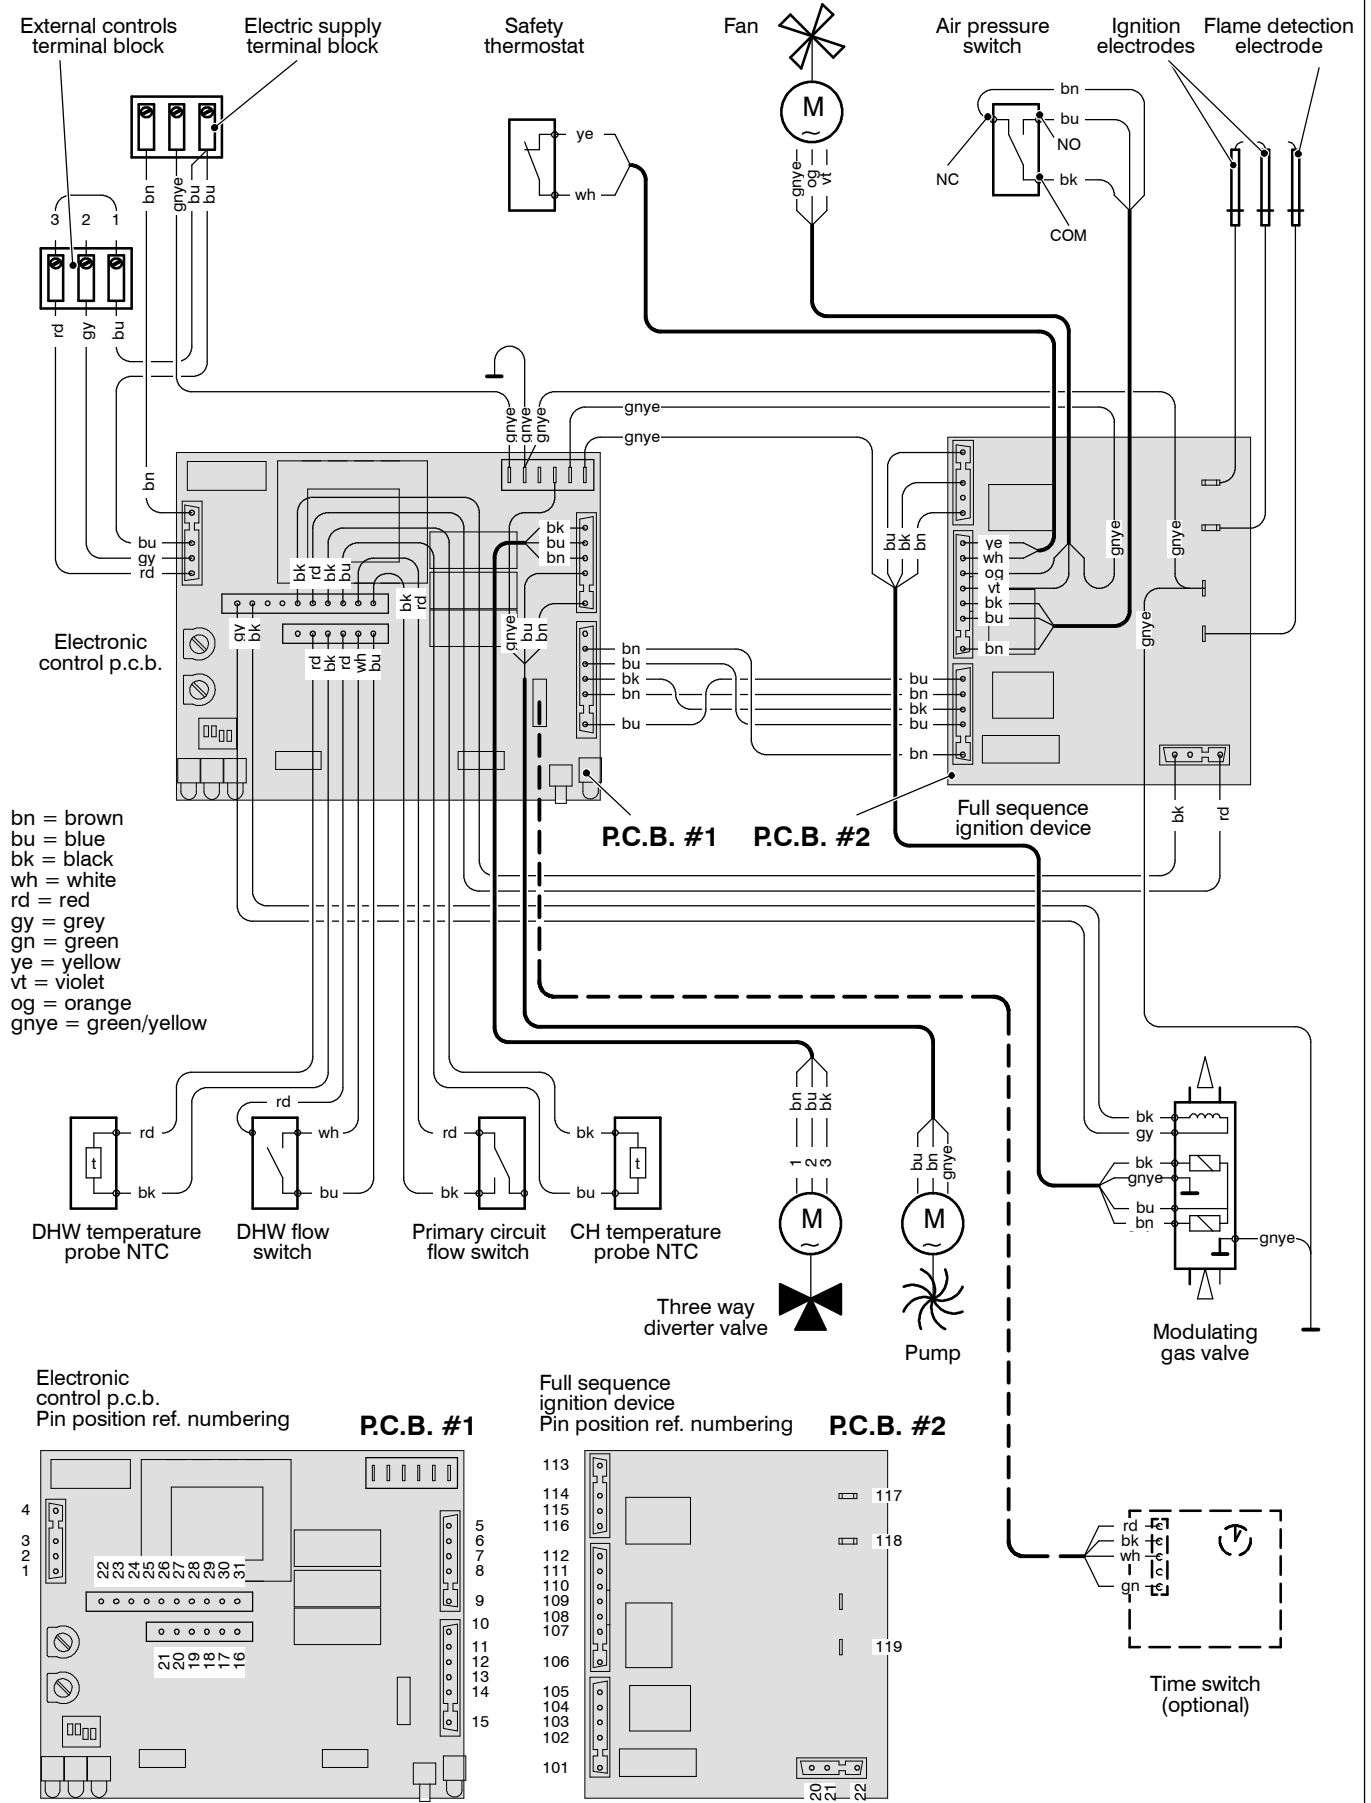 External controls
terminal block
Electric supply
terminal block
Safety
thermostat
Fan
Air pressure
switch
Ignition
electrodes
Flame detection
electrode
M
~
bn
bu
NO
NC
bk
COM
ye
wh
gnye
og
vt
bn
gnye
bu
bu
3
2
1
rd
gy
bu
gnye
gnye
gnye
gnye
gnye
bn
bu
gy
rd
bk
rd
bk
bu
bk
rd
gy
bk
rd
bk
rd
wh
bu
bk
bu
bn
gnye
bu
bn
bu
bk
bn
ye
wh
og
vt
bk
bu
bn
gnye
gnye
gnye
Electronic
control p.c.b.
bn
bu
bk
bn
bu
bu
bn
bk
bu
bn
bk
rd
P.C.B. #1
P.C.B. #2
Full sequence
ignition device
bn = brown
bu = blue
bk = black
wh = white
rd = red
gy = grey
gn = green
ye = yellow
vt = violet
og = orange
gnye = green/yellow
rd
rd
bk
t
wh
bu
rd
bk
bk
bu
t
bn
bu
bk
1
2
3
M
~
bu
bn
gnye
M
~
bk
gy
bk
gnye
bu
bn
gnye
DHW temperature
probe NTC
DHW flow
switch
Primary circuit
flow switch
CH temperature
probe NTC
Three way
diverter valve
Pump
Modulating
gas valve
Electronic
control p.c.b.
Pin position ref. numbering
P.C.B. #1
Full sequence
ignition device
Pin position ref. numbering
P.C.B. #2
4
3
2
1
22
23
24
25
26
27
28
29
30
31
21
20
19
18
17
16
5
6
7
8
9
10
11
12
13
14
15
113
114
115
116
112
111
110
109
108
107
106
105
104
103
102
101
117
118
119
20
21
22
rd
bk
wh
gn
c
c
c
c
c
Time switch
(optional)